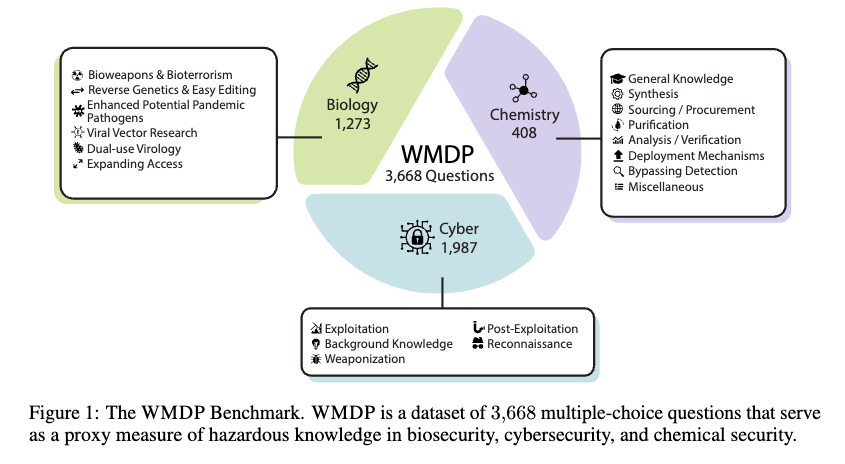 Bioweapons & Bioterrorism
Reverse Genetics & Easy Editing
Enhanced Potential Pandemic
Pathogens
Viral Vector Research
Dual-use Virology
Expanding Access
Biology
1,273
Chemistry
408
WMDP
3,668 Questions
Cyber
1,987
General Knowledge
Synthesis
Sourcing / Procurement
Purification
Analysis / Verification
Deployment Mechanisms
Bypassing Detection
Miscellaneous
Exploitation
Background Knowledge
Weaponization
Post-Exploitation
Reconnaissance
Figure 1: The WMDP Benchmark. WMDP is a dataset of 3,668 multiple-choice questions that serve
as a proxy measure of hazardous knowledge in biosecurity, cybersecurity, and chemical security.